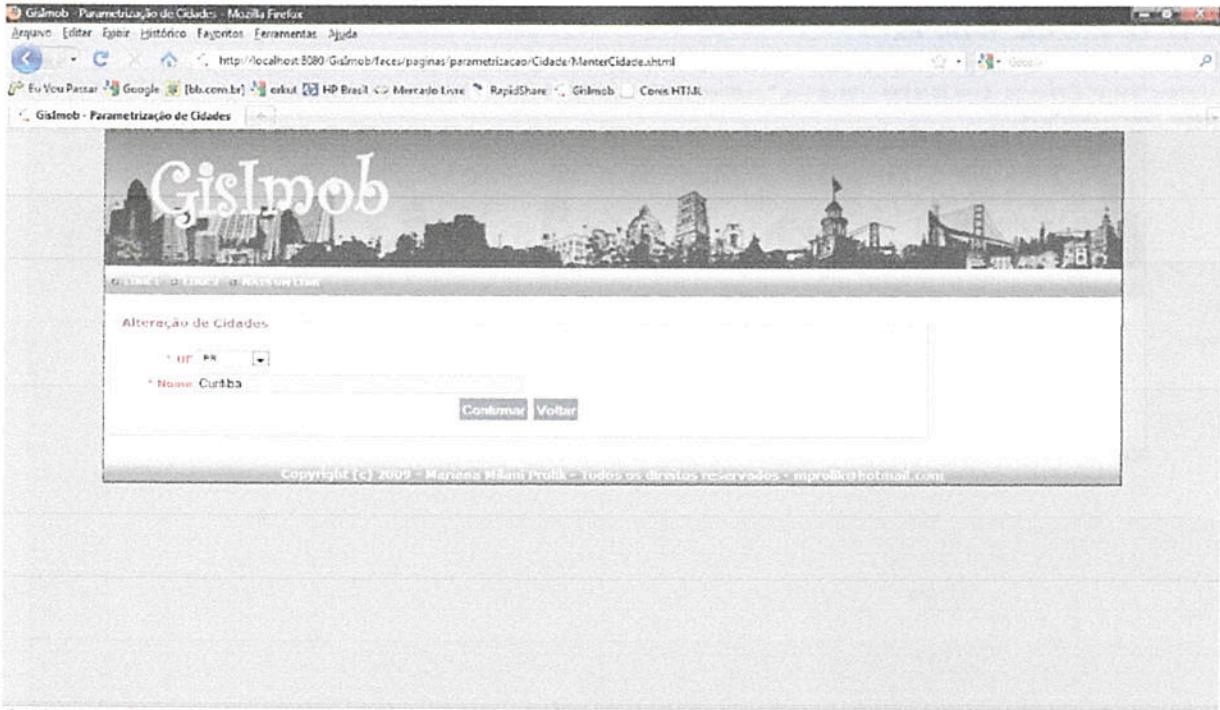 GisImob - Parametrização de Cidades - Mozilla Firefox
Arquivo Editar Exibir Histórico Favoritos Ferramentas Ajuda
http://localhost:8080/GisImob/faces/paginas/parametrizacao/Cidade/ManterCidade.xhtml
Google
Eu Vou Passar Google [bb.com.br] orkut HP Brasil Mercado Livre RapidShare GisImob Cores HTML
GisImob - Parametrização de Cidades
GisImob
Alteração de Cidades
* UF PR
* Nome Curitiba
Confirmar Voltar
Copyright (c) 2009 - Mariana Milani Prolik - Todos os direitos reservados - mprolik@hotmail.com